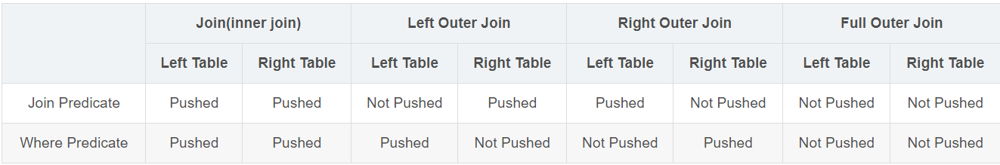 Join(inner join) Left Outer Join Right Outer Join Full Outer Join
Left Table Right Table Left Table Right Table Left Table Right Table Left Table Right Table
Join Predicate Pushed Pushed Not Pushed Pushed Pushed Not Pushed Not Pushed Not Pushed
Where Predicate Pushed Pushed Pushed Not Pushed Not Pushed Pushed Not Pushed Not Pushed